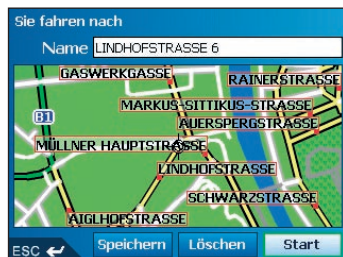 Sie fahren nach
Name LINDHOFSTRASSE 6
GASWERKGASSE
RAINERSTRASSE
MARKUS-SITTIKUS-STRASSE
B1
AUERSPERGSTRASSE
MÜLLNER HAUPTSTRASSE
LINDHOFSTRASSE
SCHWARZSTRASSE
AIGLHOFSTRASSE
ESC Speichern Löschen Start